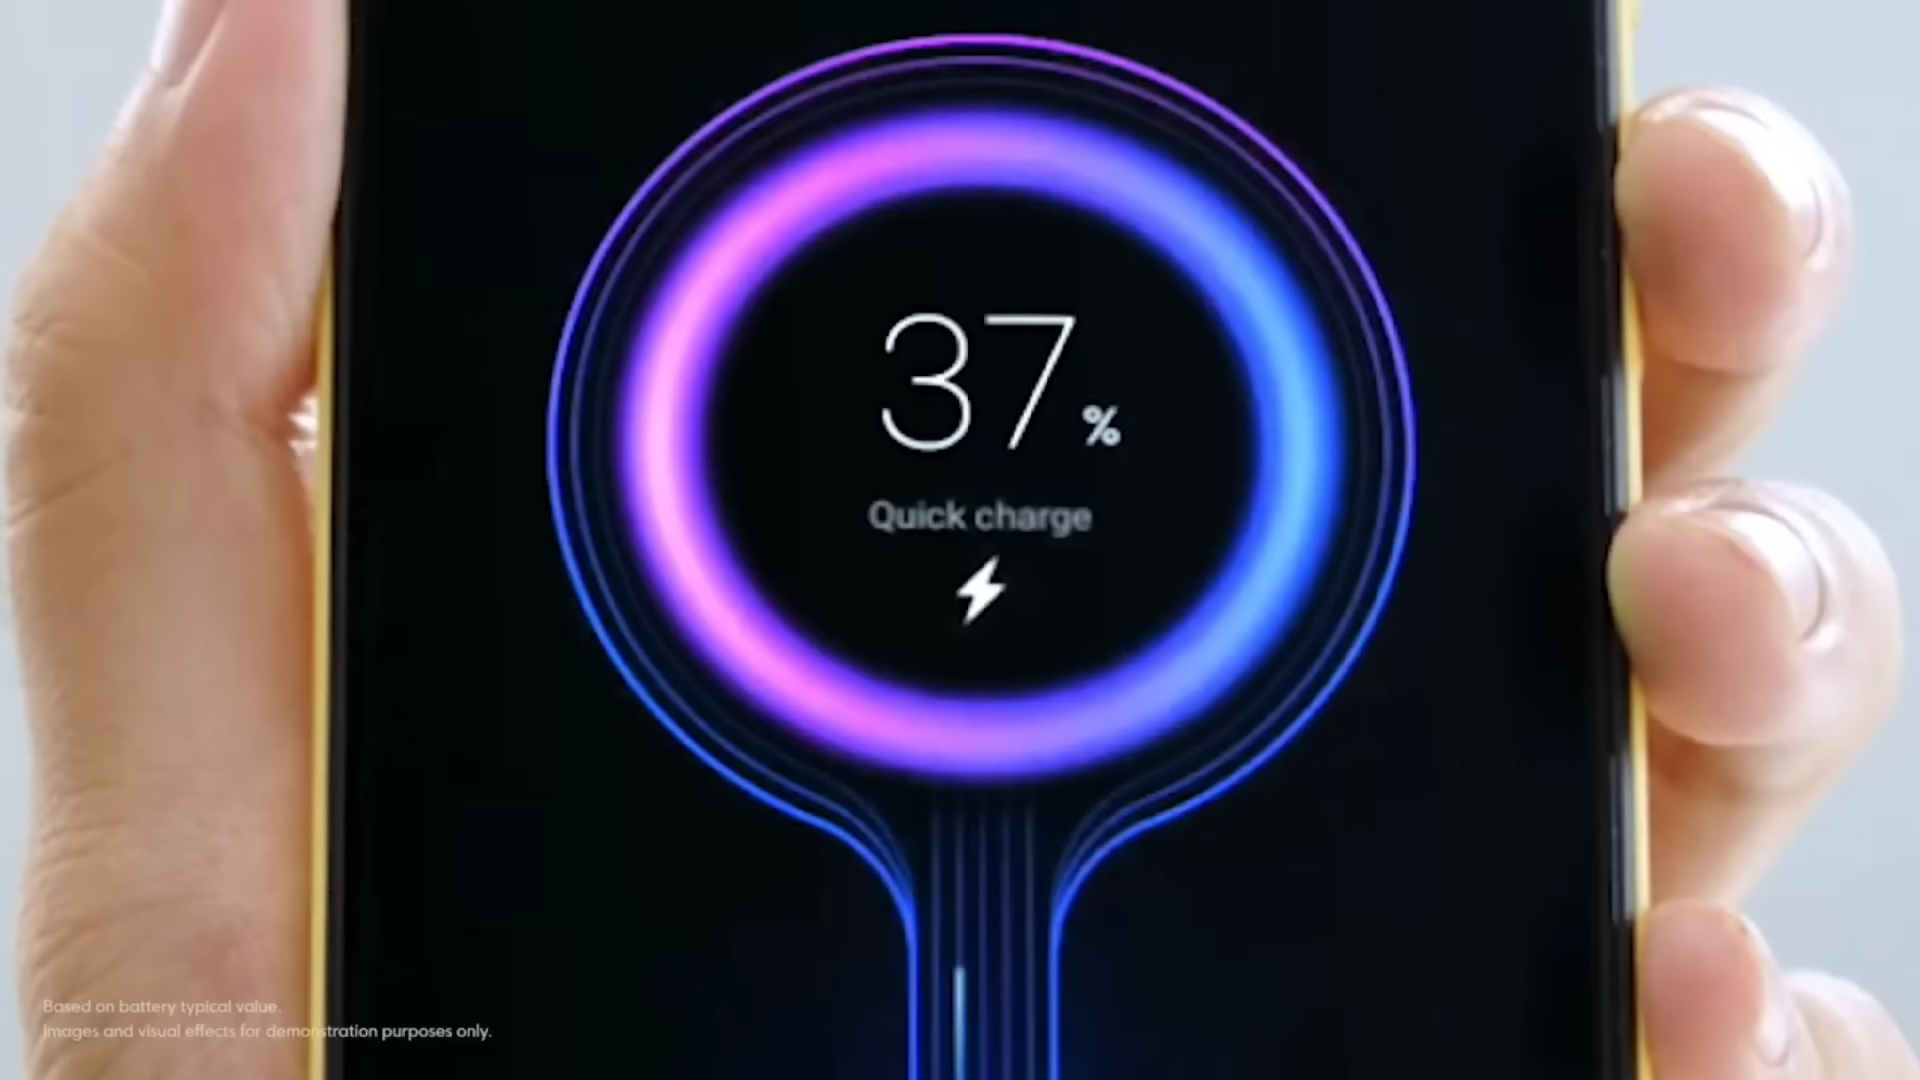 37%
Quick charge
Based on battery typical value.
Images and visual effects for demonstration purposes only.